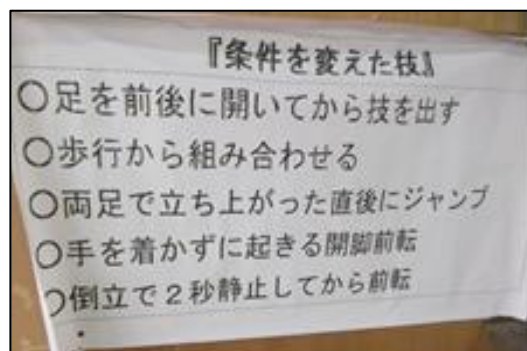 『条件を変えた技』
○足を前後に開いてから技を出す
○歩行から組み合わせる
○両足で立ち上がった直後にジャンプ
○手を着かずに起きる開脚前転
○倒立で2秒静止してから前転